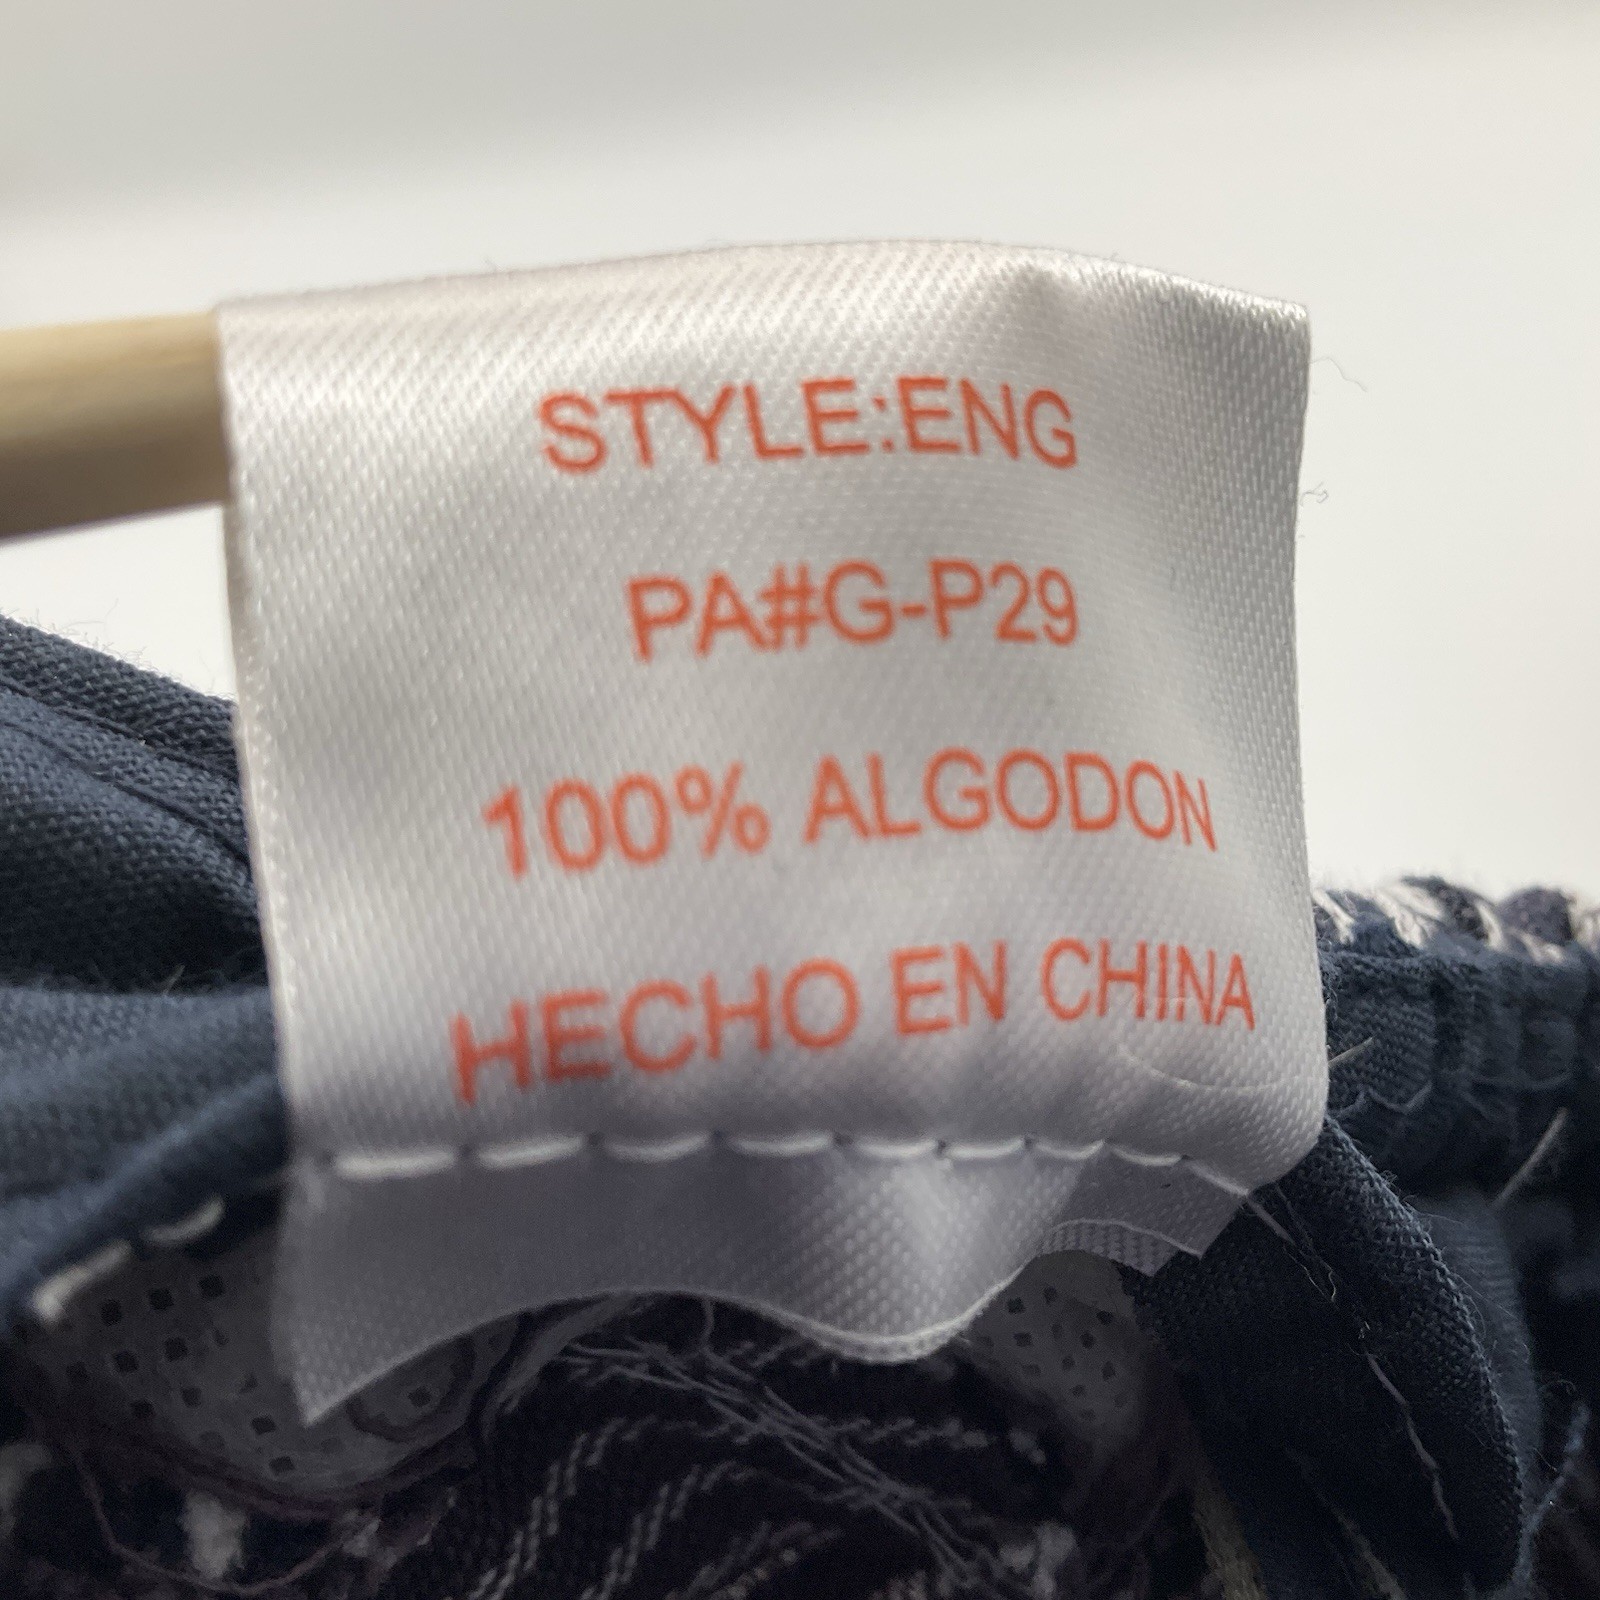 STYLE:ENG
PA#G-P29
100% ALGODON
HECHO EN CHINA